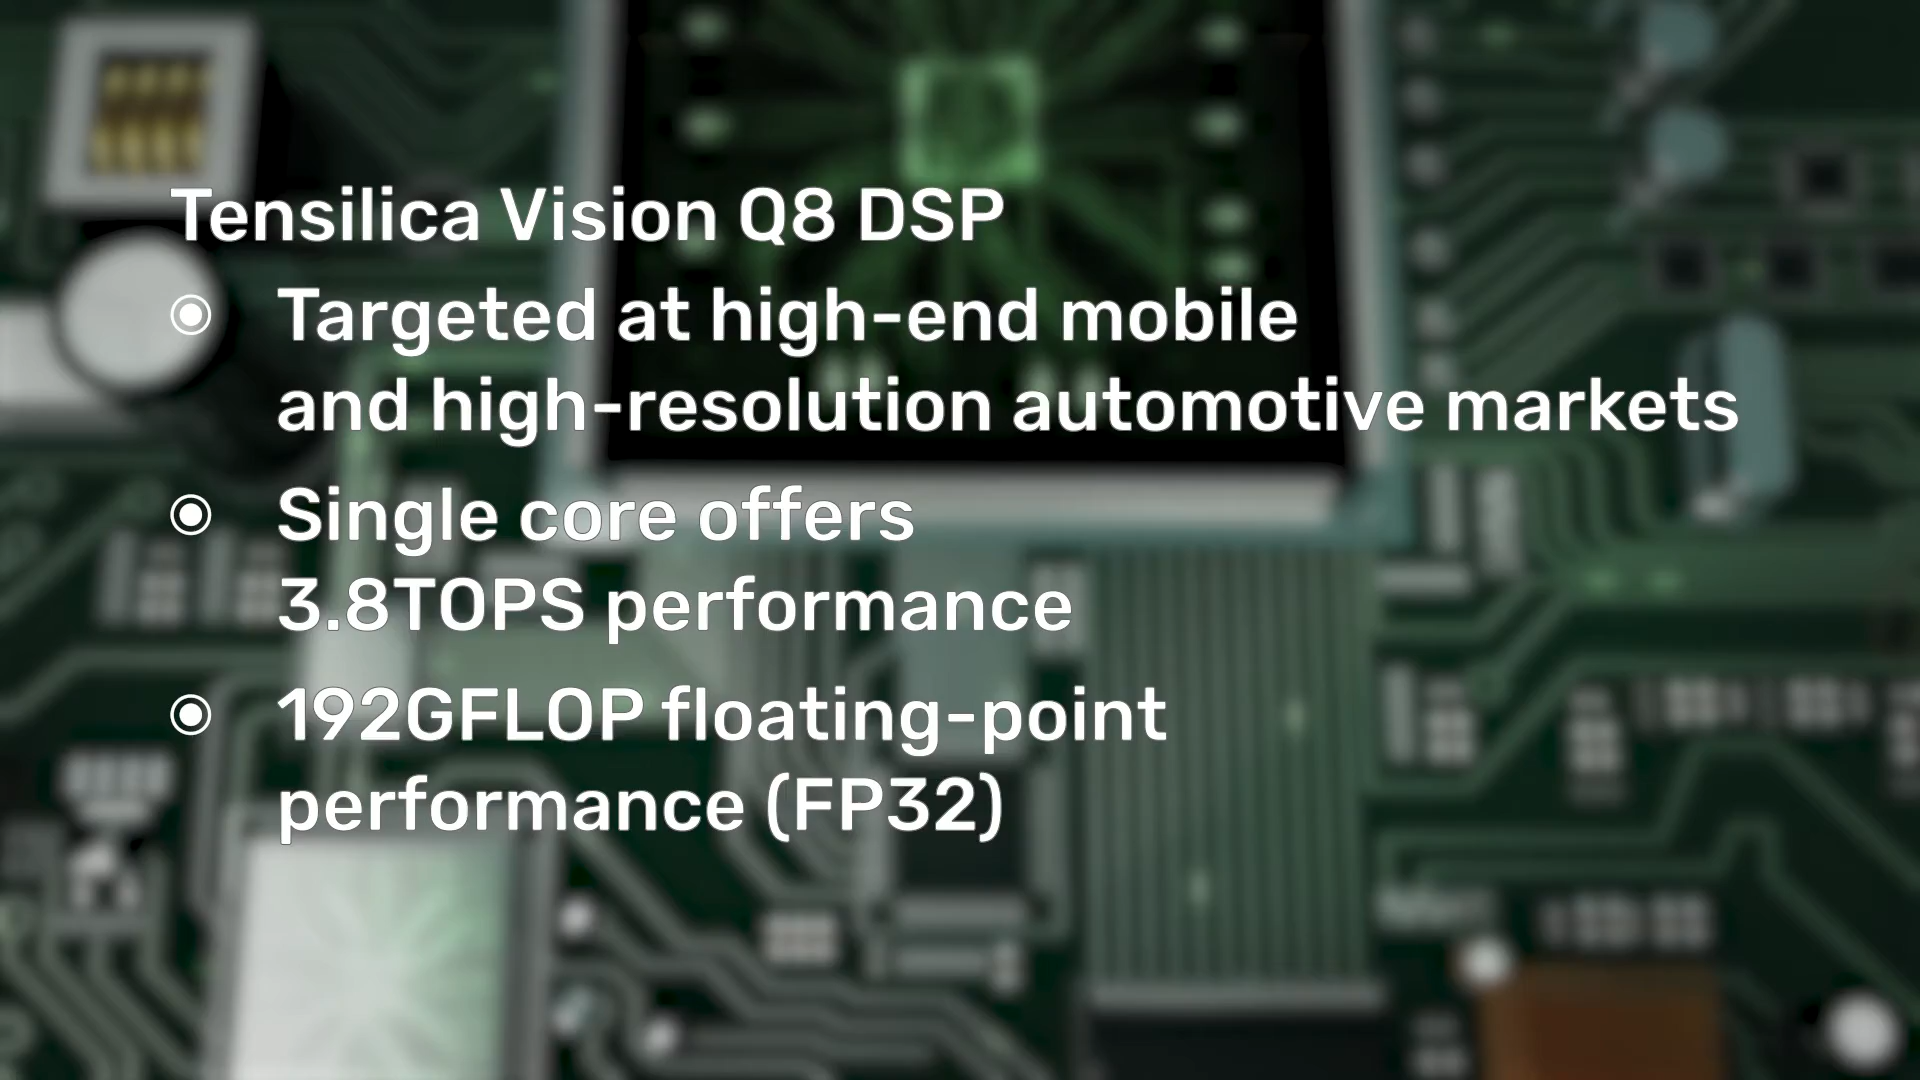 Tensilica Vision Q8 DSP
Targeted at high-end mobile
and high-resolution automotive markets
Single core offers
3.8TOPS performance
192GFLOP floating-point
performance (FP32)